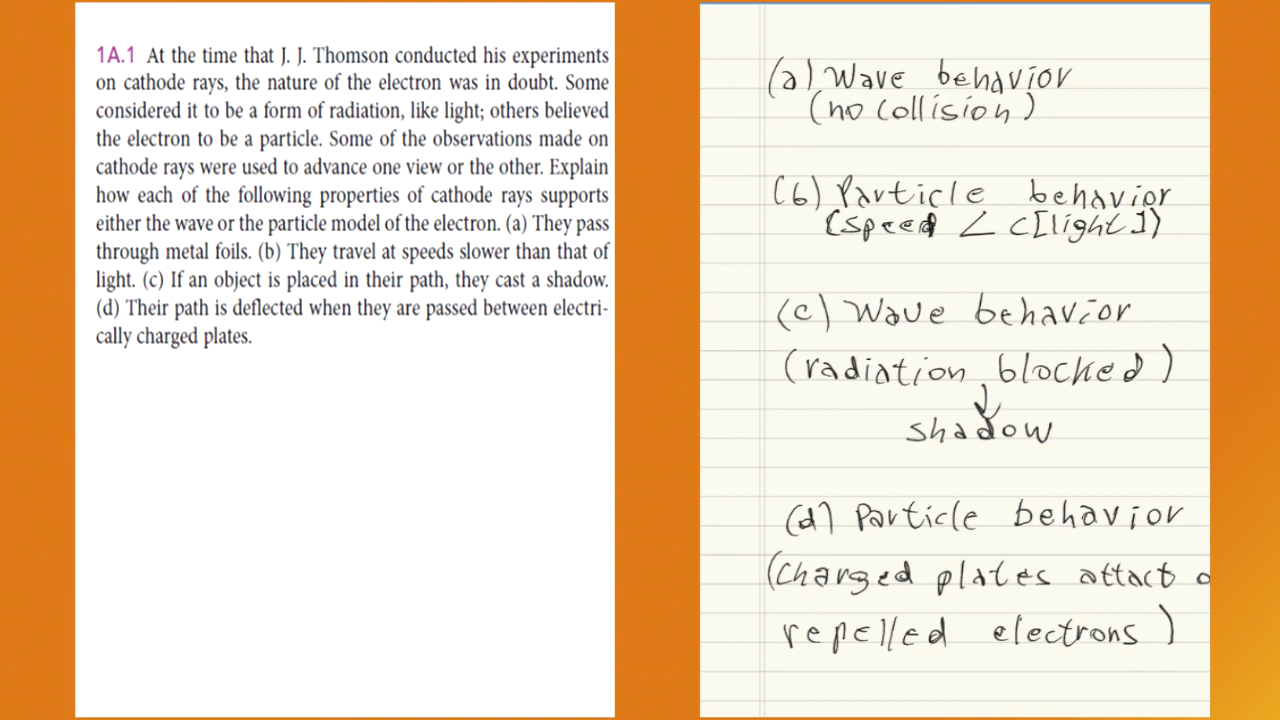 1A.1 At the time that J. J. Thomson conducted his experiments
on cathode rays, the nature of the electron was in doubt. Some
considered it to be a form of radiation, like light; others believed
the electron to be a particle. Some of the observations made on
cathode rays were used to advance one view or the other. Explain
how each of the following properties of cathode rays supports
either the wave or the particle model of the electron. (a) They pass
through metal foils. (b) They travel at speeds slower than that of
light. (c) If an object is placed in their path, they cast a shadow.
(d) Their path is deflected when they are passed between electri-
cally charged plates.
(a) Wave behavior
(no collision)
(b) Particle behavior
(speed < c[light])
(c) Wave behavior
(radiation blocked)
↓
shadow
(d) Particle behavior
(charged plates attact o
repelled electrons)